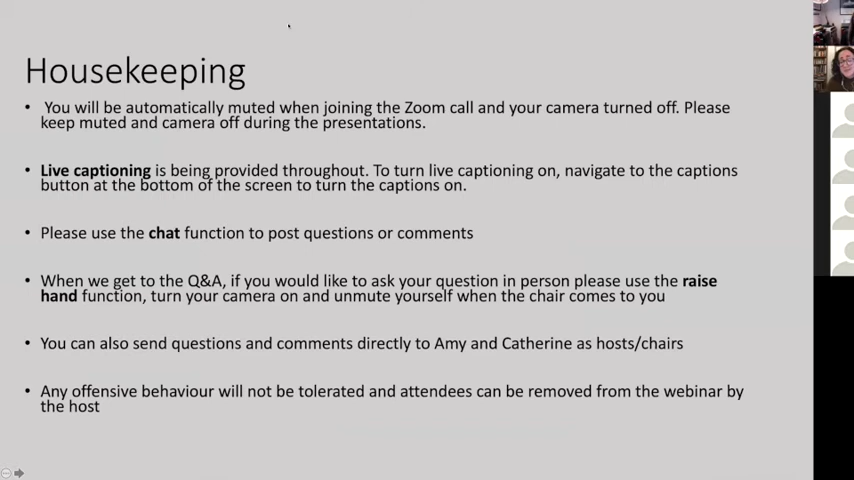 Housekeeping
• You will be automatically muted when joining the Zoom call and your camera turned off. Please
keep muted and camera off during the presentations.
• Live captioning is being provided throughout. To turn live captioning on, navigate to the captions
button at the bottom of the screen to turn the captions on.
• Please use the chat function to post questions or comments
• When we get to the Q&A, if you would like to ask your question in person please use the raise
hand function, turn your camera on and unmute yourself when the chair comes to you
• You can also send questions and comments directly to Amy and Catherine as hosts/chairs
• Any offensive behaviour will not be tolerated and attendees can be removed from the webinar by
the host